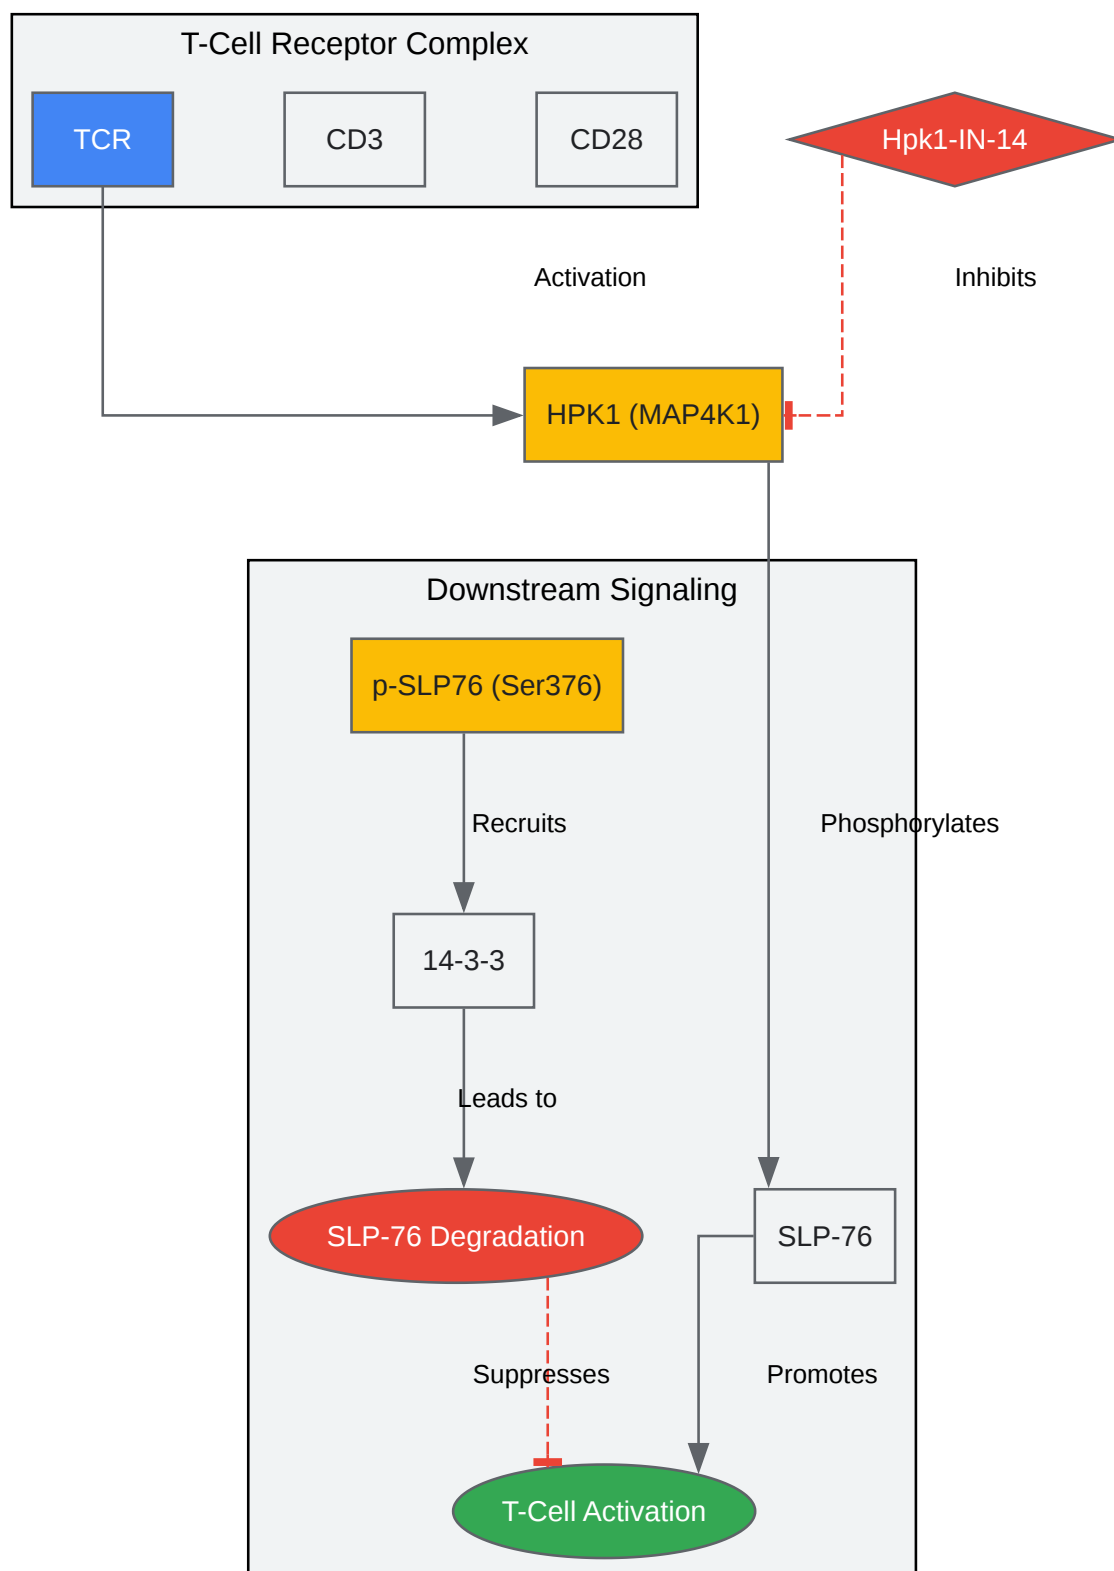 T-Cell Receptor Complex
TCR
CD3
CD28
Hpk1-IN-14
Activation
Inhibits
HPK1 (MAP4K1)
Downstream Signaling
p-SLP76 (Ser376)
Recruits
Phosphorylates
14-3-3
Leads to
SLP-76 Degradation
SLP-76
Suppresses
Promotes
T-Cell Activation